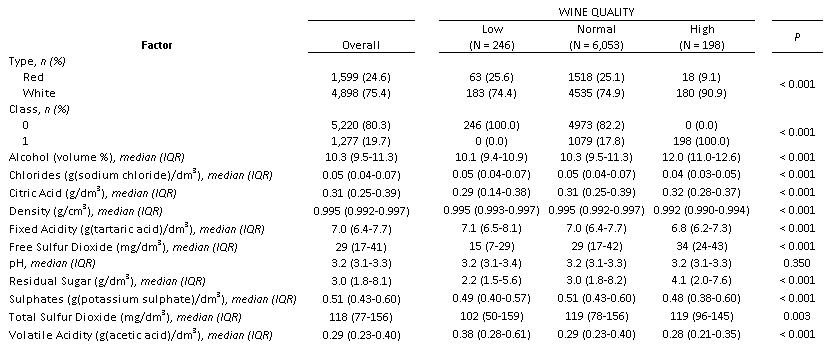 WINE QUALITY
Low Normal High
Factor Overall (N = 246) (N = 6,053) (N = 198) P
Type, n (%)
Red 1,599 (24.6) 63 (25.6) 1518 (25.1) 18 (9.1)
< 0.001
White 4,898 (75.4) 183 (74.4) 4535 (74.9) 180 (90.9)
Class, n (%)
0 5,220 (80.3) 246 (100.0) 4973 (82.2) 0 (0.0)
< 0.001
1 1,277 (19.7) 0 (0.0) 1079 (17.8) 198 (100.0)
Alcohol (volume %), median (IQR) 10.3 (9.5-11.3) 10.1 (9.4-10.9) 10.3 (9.5-11.3) 12.0 (11.0-12.6) < 0.001
Chlorides (g(sodium chloride)/dm³), median (IQR) 0.05 (0.04-0.07) 0.05 (0.04-0.07) 0.05 (0.04-0.07) 0.04 (0.03-0.05) < 0.001
Citric Acid (g/dm³), median (IQR) 0.31 (0.25-0.39) 0.29 (0.14-0.38) 0.31 (0.25-0.39) 0.32 (0.28-0.37) < 0.001
Density (g/cm³), median (IQR) 0.995 (0.992-0.997) 0.995 (0.993-0.997) 0.995 (0.992-0.997) 0.992 (0.990-0.994) < 0.001
Fixed Acidity (g(tartaric acid)/dm³), median (IQR) 7.0 (6.4-7.7) 7.1 (6.5-8.1) 7.0 (6.4-7.7) 6.8 (6.2-7.3) < 0.001
Free Sulfur Dioxide (mg/dm³), median (IQR) 29 (17-41) 15 (7-29) 29 (17-42) 34 (24-43) < 0.001
pH, median (IQR) 3.2 (3.1-3.3) 3.2 (3.1-3.4) 3.2 (3.1-3.3) 3.2 (3.1-3.3) 0.350
Residual Sugar (g/dm³), median (IQR) 3.0 (1.8-8.1) 2.2 (1.5-5.6) 3.0 (1.8-8.2) 4.1 (2.0-7.6) < 0.001
Sulphates (g(potassium sulphate)/dm³), median (IQR) 0.51 (0.43-0.60) 0.49 (0.40-0.57) 0.51 (0.43-0.60) 0.48 (0.38-0.60) < 0.001
Total Sulfur Dioxide (mg/dm³), median (IQR) 118 (77-156) 102 (50-159) 119 (78-156) 119 (96-145) 0.003
Volatile Acidity (g(acetic acid)/dm³, median (IQR) 0.29 (0.23-0.40) 0.38 (0.28-0.61) 0.29 (0.23-0.40) 0.28 (0.21-0.35) < 0.001